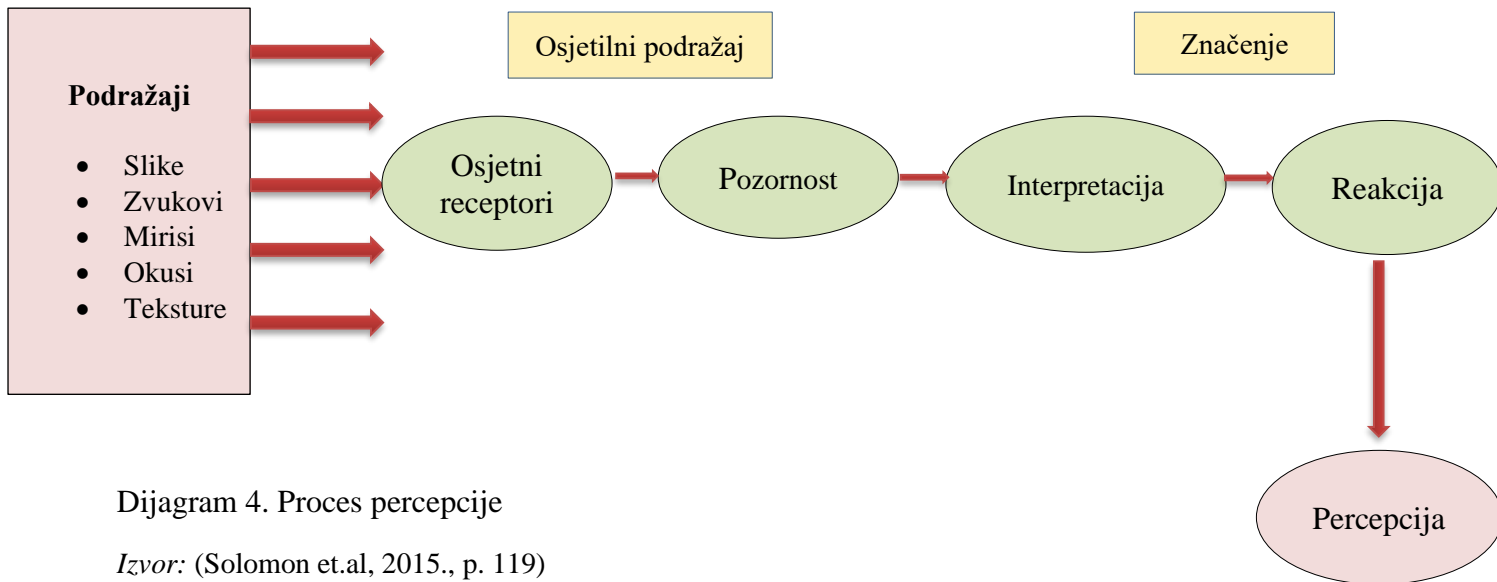 Podražaji
• Slike
• Zvukovi
• Mirisi
• Okusi
• Teksture
Osjetilni podražaj
Značenje
Osjetni
receptori
Pozornost
Interpretacija
Reakcija
Percepcija
Dijagram 4. Proces percepcije
Izvor: (Solomon et.al, 2015., p. 119)